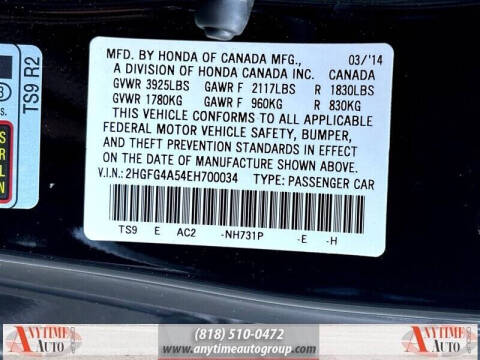 MFD. BY HONDA OF CANADA MFG., 03/'14
A DIVISION OF HONDA CANADA INC. CANADA
GVWR 3925LBS GAWR F 2117LBS R 1830LBS
GVWR 1780KG GAWR F 960KG R 830KG
THIS VEHICLE CONFORMS TO ALL APPLICABLE
FEDERAL MOTOR VEHICLE SAFETY, BUMPER,
AND THEFT PREVENTION STANDARDS IN EFFECT
ON THE DATE OF MANUFACTURE SHOWN ABOVE.
V.I.N.: 2HGFG4A54EH700034 TYPE: PASSENGER CAR
TS9 E AC2 -NH731P -E -H
TS9 R2
s.
ANYTIME AUTO
(818) 510-0472
www.anytimeautogroup.com
ANYTIME AUTO